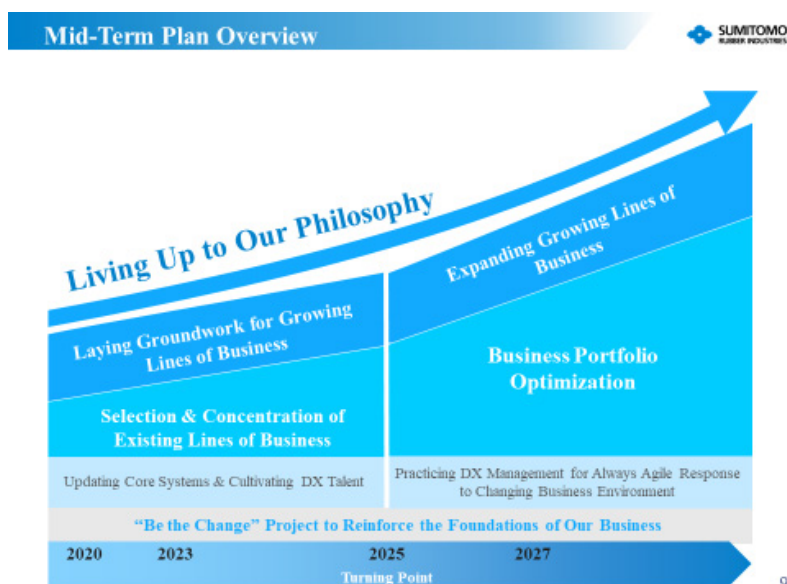 Mid-Term Plan Overview
SUMITOMO
RUBBER INDUSTRIES
Living Up to Our Philosophy
Laying Groundwork for Growing
Lines of Business
Expanding Growing Lines of
Business
Selection & Concentration of
Existing Lines of Business
Business Portfolio
Optimization
Updating Core Systems & Cultivating DX Talent
Practicing DX Management for Always Agile Response
to Changing Business Environment
“Be the Change” Project to Reinforce the Foundations of Our Business
2020 2023 2025 2027
Turning Point
9